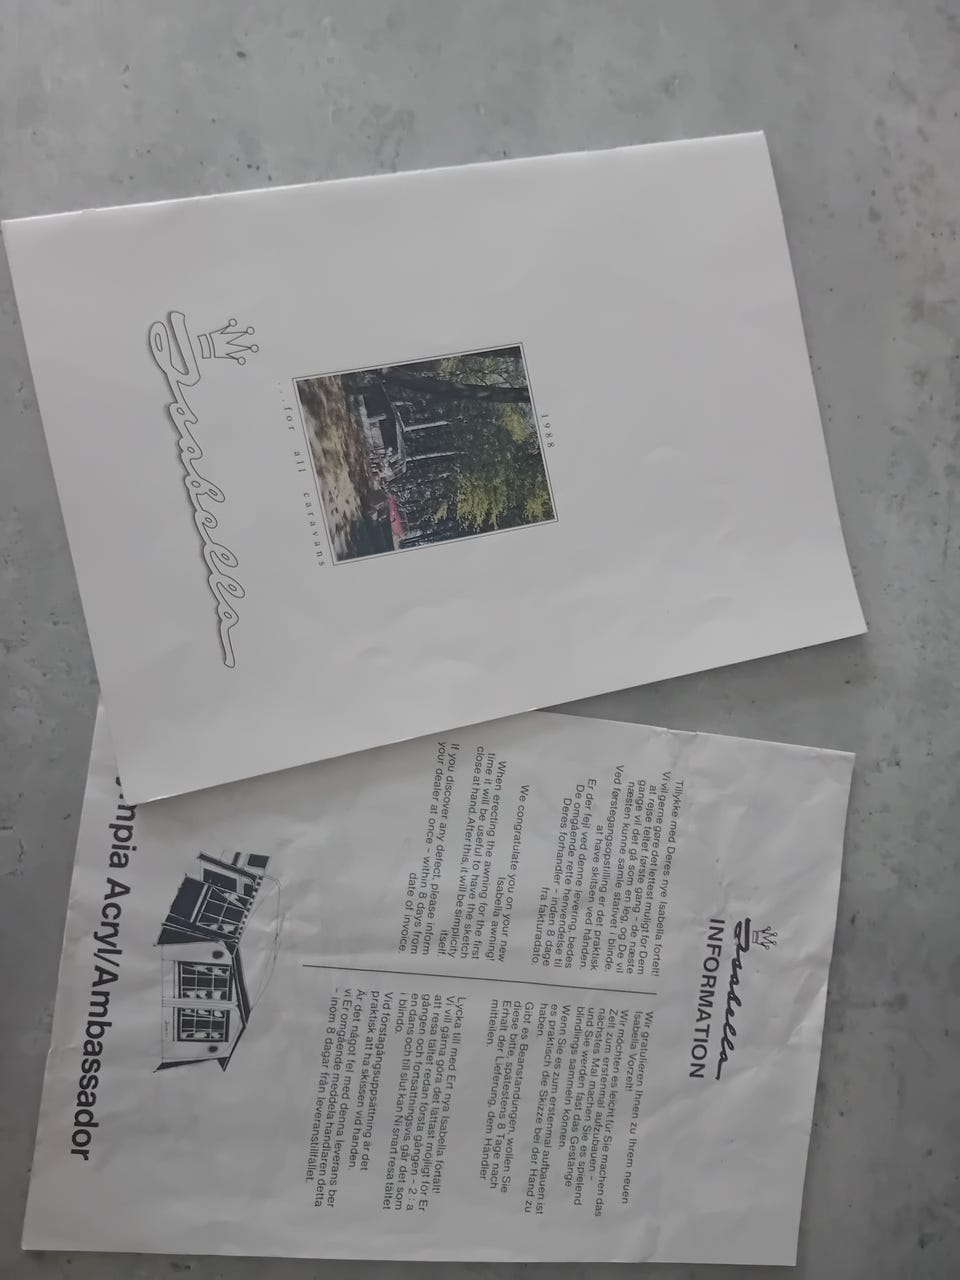 1988
...for all caravans
Isabella
Isabella
INFORMATION
Tillykke med Deres nye Isabella fortelt!
Vi vil gerne gøre det lettest muligt for Dem
at rejse teltet første gang – de næste
gange vil det gå som en leg, og De vil
næsten kunne samle stativet i blinde.
Ved førstegangsopstilling er det praktisk
at have skitsen ved hånden.
Er der fejl ved denne levering, bedes
De omgående rette henvendelse til
Deres forhandler – inden 8 dage
fra fakturadato.
We congratulate you on your new
Isabella awning!
When erecting the awning for the first
time it will be useful to have the sketch
close at hand. After this, it will be simplicity
itself.
If you discover any defect, please inform
your dealer at once – within 8 days from
date of invoice.
Wir gratulieren Ihnen zu Ihrem neuen
Isabella Vorzelt!
Wir möchten es leicht für Sie machen das
Zelt zum erstenmal aufzubauen –
nächstes Mal machen Sie es spielend
und Sie werden fast das Gestänge
blindlings sammeln können.
Wenn Sie es zum erstenmal aufbauen ist
es praktisch die Skizze bei der Hand zu
haben.
Gibt es Beanstandungen, wollen Sie
diese bitte, spätestens 8 Tage nach
Erhalt der Lieferung, dem Händler
mitteilen.
Lycka till med Ert nya Isabella förtält!
Vi vill gärna göra det lättast möjligt för Er
att resa tältet redan första gången – 2:a
gången och fortsättningsvis går det som
en dans och till slut kan Ni smart resa tältet
i blindo.
Vid förstagångsuppsättning är det
praktisk att ha skissen vid handen.
Är det något fel med denna leverans ber
vi Er omgående meddela handlaren detta
– inom 8 dagar från leveranstillfället.
mpia Acryl/Ambassador